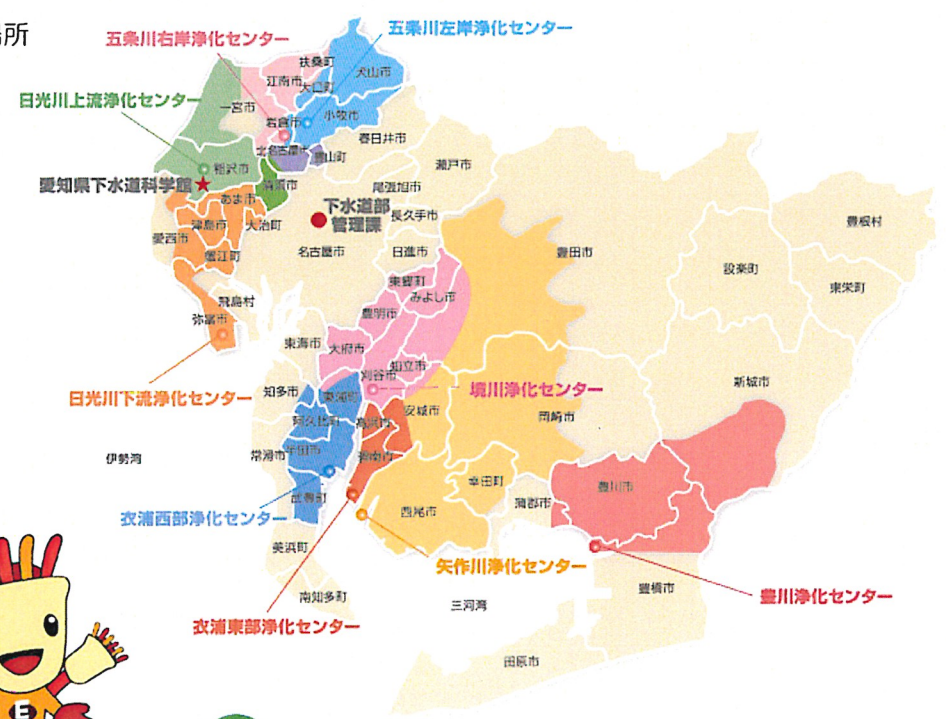 場所
五条川右岸浄化センター
五条川左岸浄化センター
扶桑町
犬山市
江南市
大口町
日光川上流浄化センター
一宮市
岩倉市
小牧市
春日井市
北名古屋市
豊山町
瀬戸市
稲沢市
愛知県下水道科学館
清須市
尾張旭市
あま市
下水道部
管理課
長久手市
津島市
大治町
愛西市
蟹江町
名古屋市
日進市
豊田市
豊根村
設楽町
東栄町
東郷町
みよし市
飛島村
弥富市
豊明市
東海市
大府市
知立市
刈谷市
境川浄化センター
新城市
日光川下流浄化センター
知多市
東浦町
安城市
岡崎市
阿久比町
高浜市
伊勢湾
常滑市
半田市
碧南市
幸田町
豊川市
武豊町
蒲郡市
西尾市
衣浦西部浄化センター
美浜町
矢作川浄化センター
豊橋市
豊川浄化センター
南知多町
三河湾
衣浦東部浄化センター
田原市
E